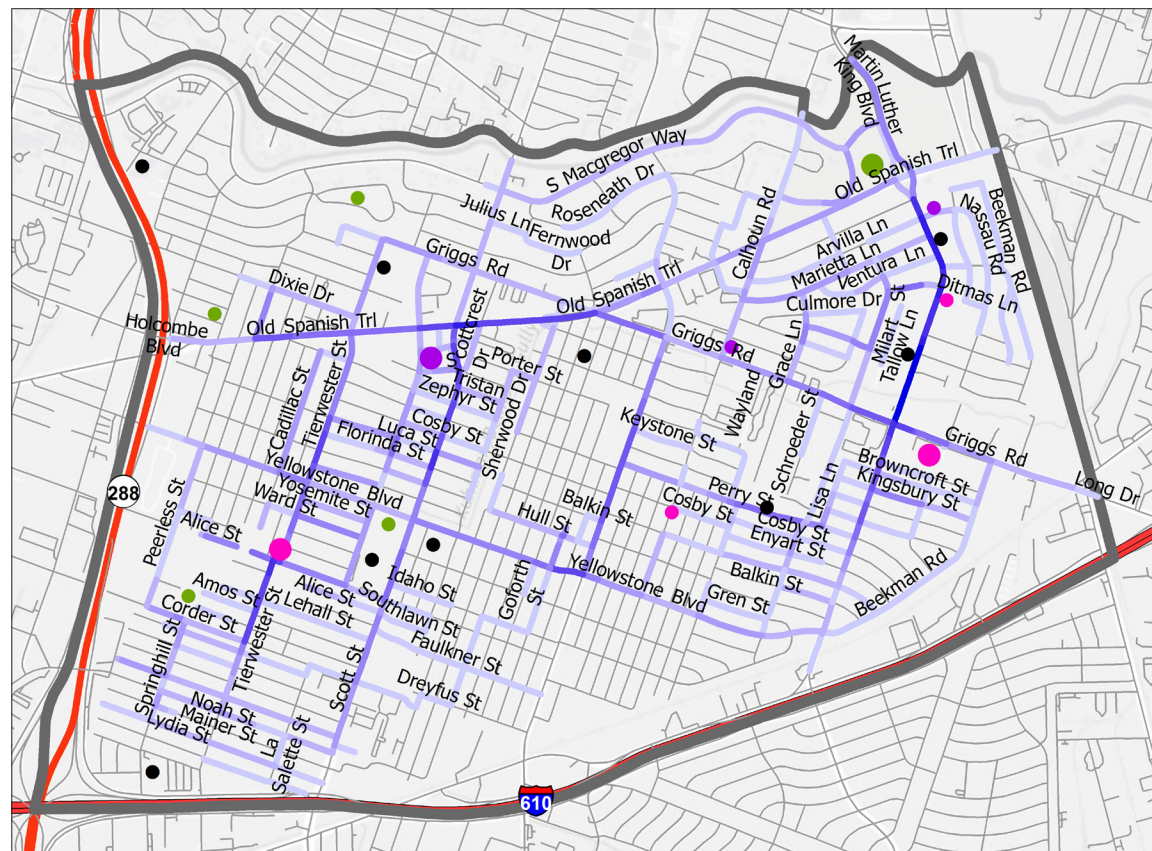 Martin Luther
King Blvd
S Macgregor Way
Old Spanish Trl
Roseneath Dr
Julius Ln
Fernwood
Dr
Calhoun Rd
Arvilla Ln
Marietta Ln
Ventura Ln
Nassau Rd
Beekman Rd
Griggs Rd
Dixie Dr
Old Spanish Trl
Culmore Dr
Ditmas Ln
Holcombe
Blvd
Old Spanish Trl
Scottcrest
Dr
S
Porter St
Tristan
Zephyr St
Griggs Rd
Grace Ln
Milart St
Tallow Ln
Cadillac St
Tierwester St
Cosby St
Luca St
Florinda St
Sherwood Dr
Keystone St
Wayland
Schroeder St
Griggs Rd
Browncroft St
Kingsbury St
Long Dr
288
Yellowstone Blvd
Yosemite St
Ward St
Peerless St
Alice St
Balkin St
Hull St
Perry St
Lisa Ln
Cosby St
Cosby St
Enyart St
Balkin St
Yellowstone Blvd
Gren St
Beekman Rd
Amos St
Alice St
Idaho St
Goforth
St
Corder St
Lehall St
Southlawn St
Faulkner St
Springhill St
Tierwester St
Scott St
Dreyfus St
Noah St
Mainer St
Lydia St
La
Salette St
610